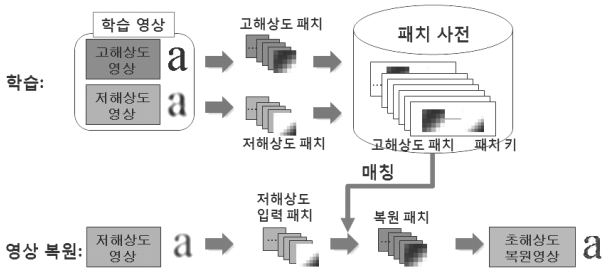 학습 영상
고해상도
영상
a
저해상도
영상
a
학습:
고해상도 패치
...
저해상도 패치
...
패치 사전
...
고해상도 패치
패치 키
매칭
영상 복원:
저해상도
영상
a
저해상도
입력 패치
...
복원 패치
...
초해상도
복원영상
a